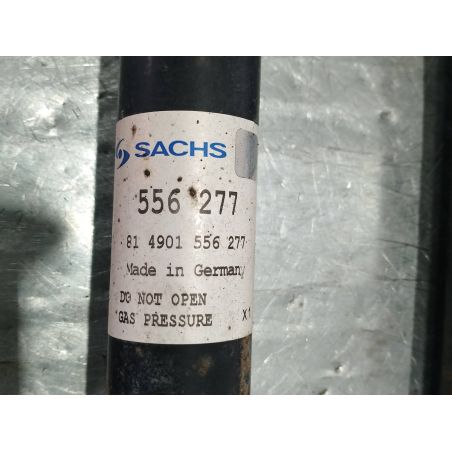 SACHS
556 277
81 4901 556 277
Made in Germany
DO NOT OPEN
GAS PRESSURE